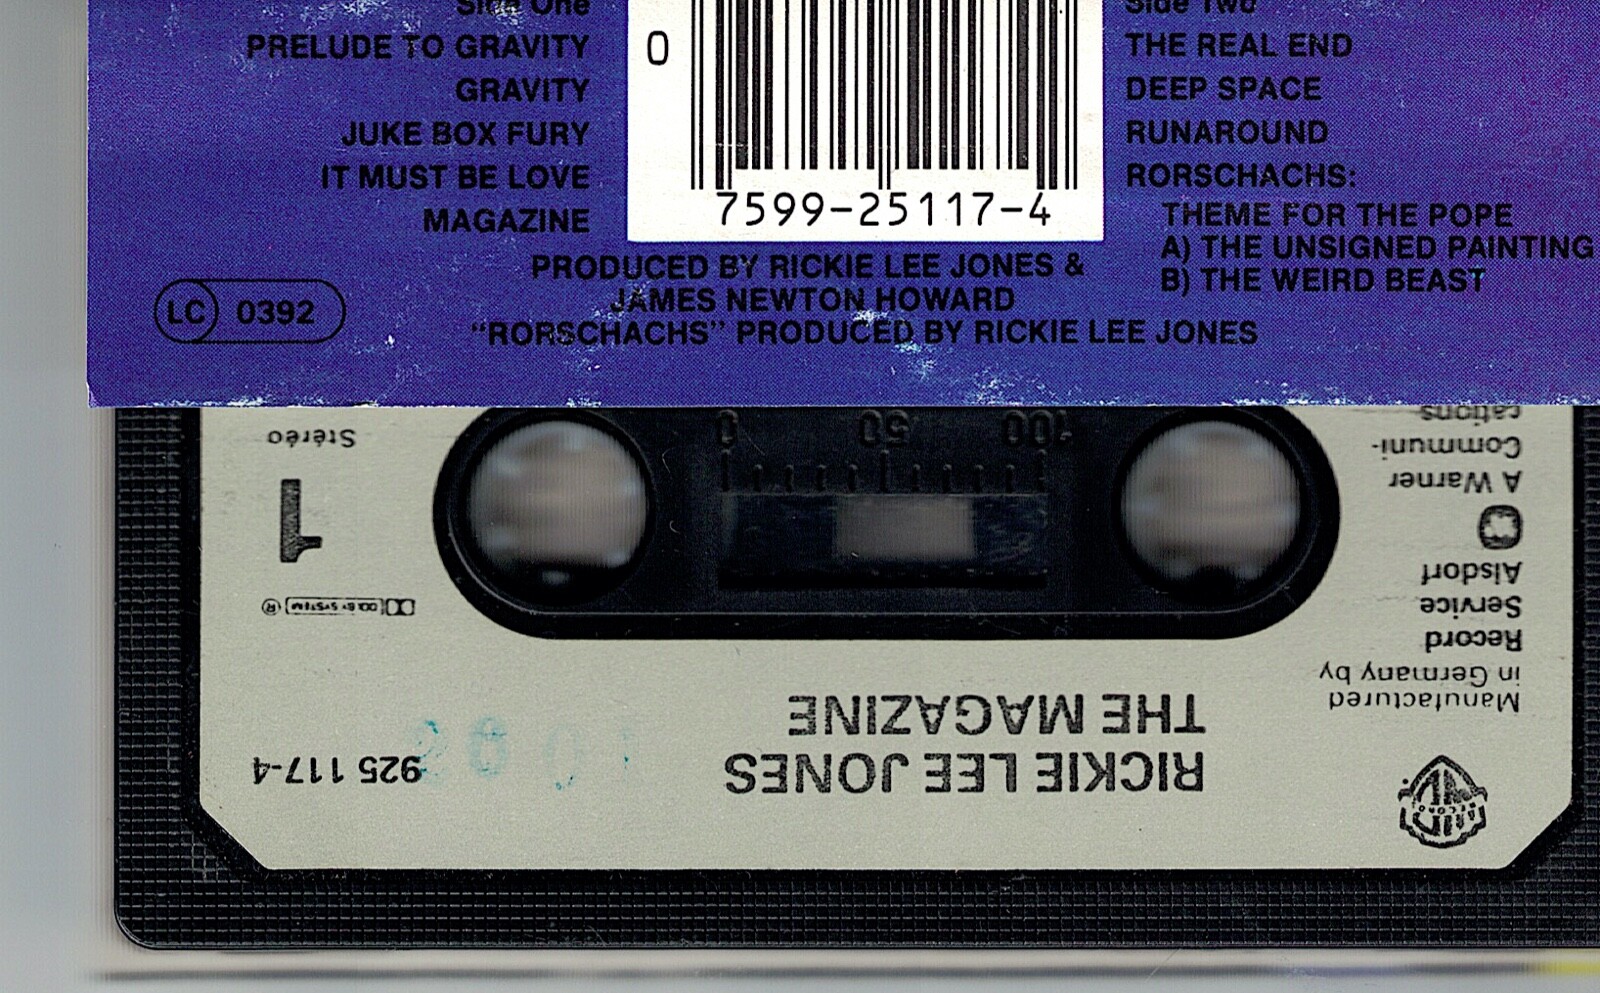 Side One
PRELUDE TO GRAVITY
GRAVITY
JUKE BOX FURY
IT MUST BE LOVE
MAGAZINE
0
7599-25117-4
Side Two
THE REAL END
DEEP SPACE
RUNAROUND
RORSCHACHS:
THEME FOR THE POPE
A) THE UNSIGNED PAINTING
B) THE WEIRD BEAST
PRODUCED BY RICKIE LEE JONES &
JAMES NEWTON HOWARD
"RORSCHACHS" PRODUCED BY RICKIE LEE JONES
LC 0392
RICKIE LEE JONES
THE MAGAZINE
925 117-4
Manufactured
in Germany by
Record
Service
Alsdorf
A Warner
Communi-
cations
DOLBY SYSTEM ®
1
Stéréo
100 50 0